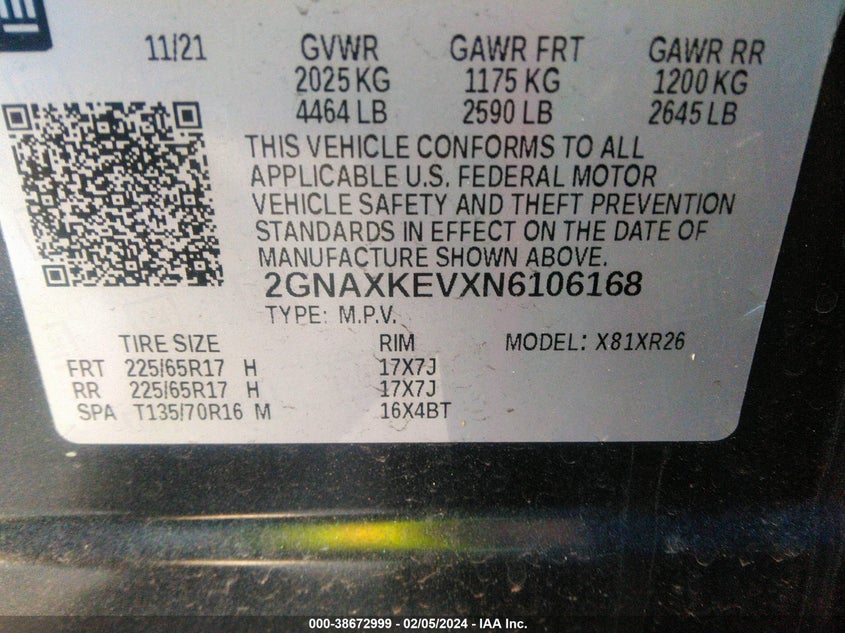 GM
11/21 GVWR GAWR FRT GAWR RR
2025 KG 1175 KG 1200 KG
4464 LB 2590 LB 2645 LB
THIS VEHICLE CONFORMS TO ALL
APPLICABLE U.S. FEDERAL MOTOR
VEHICLE SAFETY AND THEFT PREVENTION
STANDARDS IN EFFECT ON THE DATE OF
MANUFACTURE SHOWN ABOVE.
2GNAXKEVXN6106168
TYPE: M.P.V.
TIRE SIZE RIM MODEL: X81XR26
FRT 225/65R17 H 17X7J
RR 225/65R17 H 17X7J
SPA T135/70R16 M 16X4BT
000-38672999 - 02/05/2024 - IAA Inc.